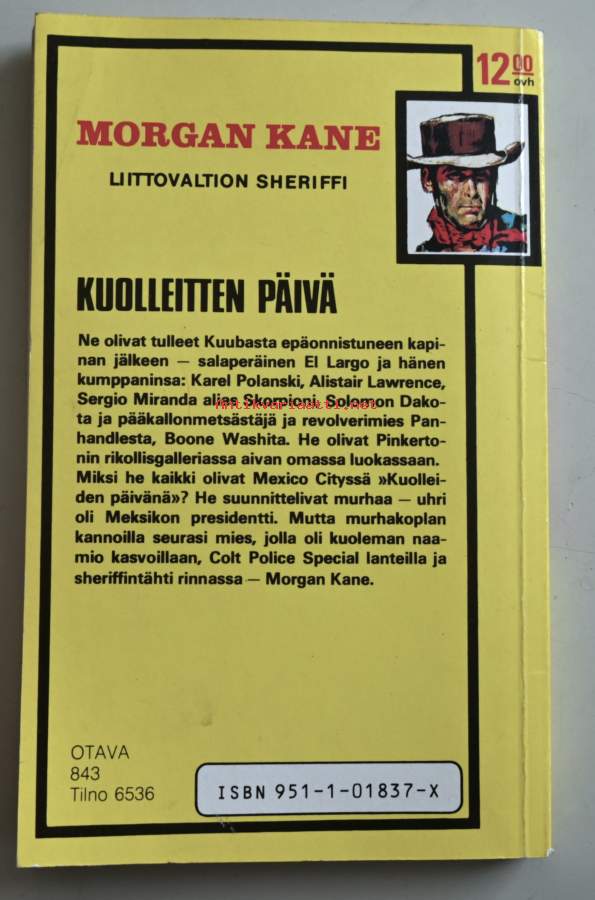 12 00
ovh
MORGAN KANE
LIITTOVALTION SHERIFFI
KUOLLEITTEN PÄIVÄ
Ne olivat tulleet Kuubasta epäonnistuneen kapi-
nan jälkeen — salaperäinen El Largo ja hänen
kumppaninsa: Karel Polanski, Alistair Lawrence,
Sergio Miranda alias Skorpioni, Solomon Dako-
Antikvariaatti.net
ta ja pääkallonmetsästäjä ja revolverimies Pan-
handlesta, Boone Washita. He olivat Pinkerto-
nin rikollisgalleriassa aivan omassa luokassaan.
Miksi he kaikki olivat Mexico Cityssä »Kuollei-
den päivänä»? He suunnittelivat murhaa — uhri
oli Meksikon presidentti. Mutta murhakoplan
kannoilla seurasi mies, jolla oli kuoleman naa-
mio kasvoillaan, Colt Police Special lanteilla ja
sheriffintähti rinnassa — Morgan Kane.
OTAVA
843
Tilno 6536
ISBN 951-1-01837-X